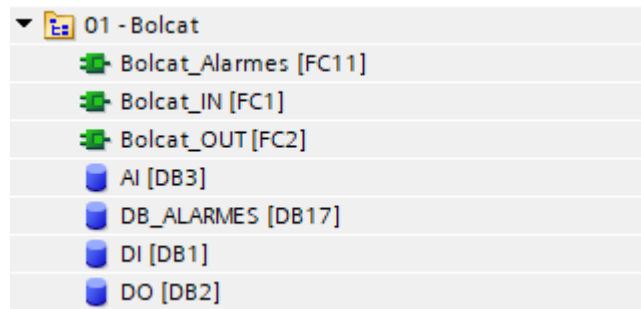 01 - Bolcat
Bolcat_Alarmes [FC11]
Bolcat_IN [FC1]
Bolcat_OUT [FC2]
AI [DB3]
DB_ALARMES [DB17]
DI [DB1]
DO [DB2]